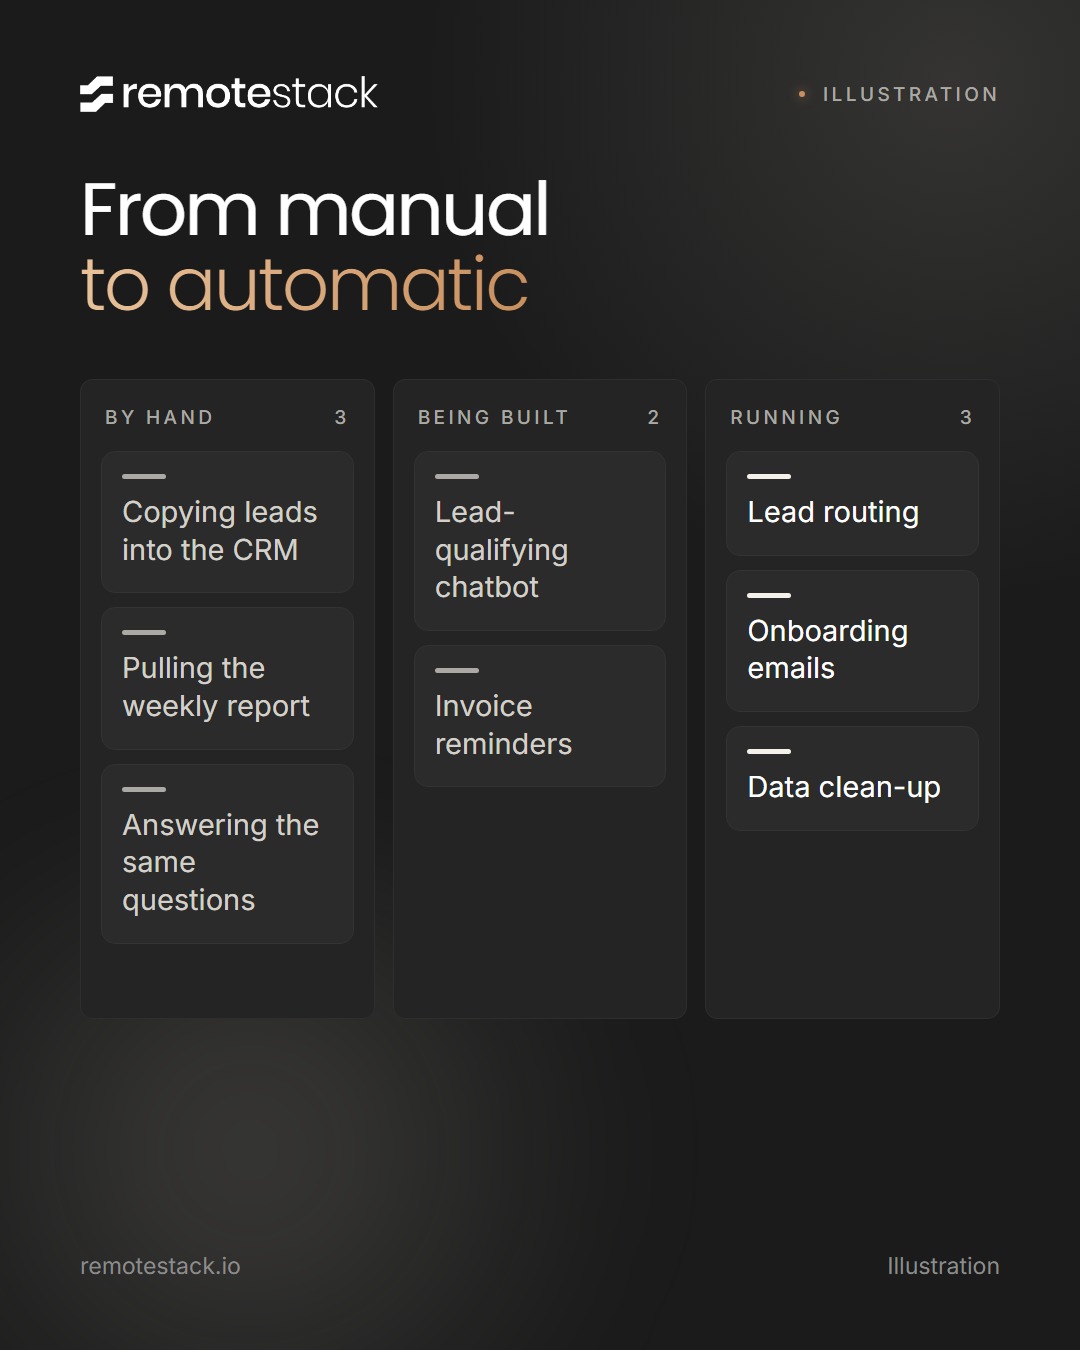 remotestack
ILLUSTRATION
From manual
to automatic
BY HAND 3
Copying leads
into the CRM
Pulling the
weekly report
Answering the
same
questions
BEING BUILT 2
Lead-
qualifying
chatbot
Invoice
reminders
RUNNING 3
Lead routing
Onboarding
emails
Data clean-up
remotestack.io
Illustration